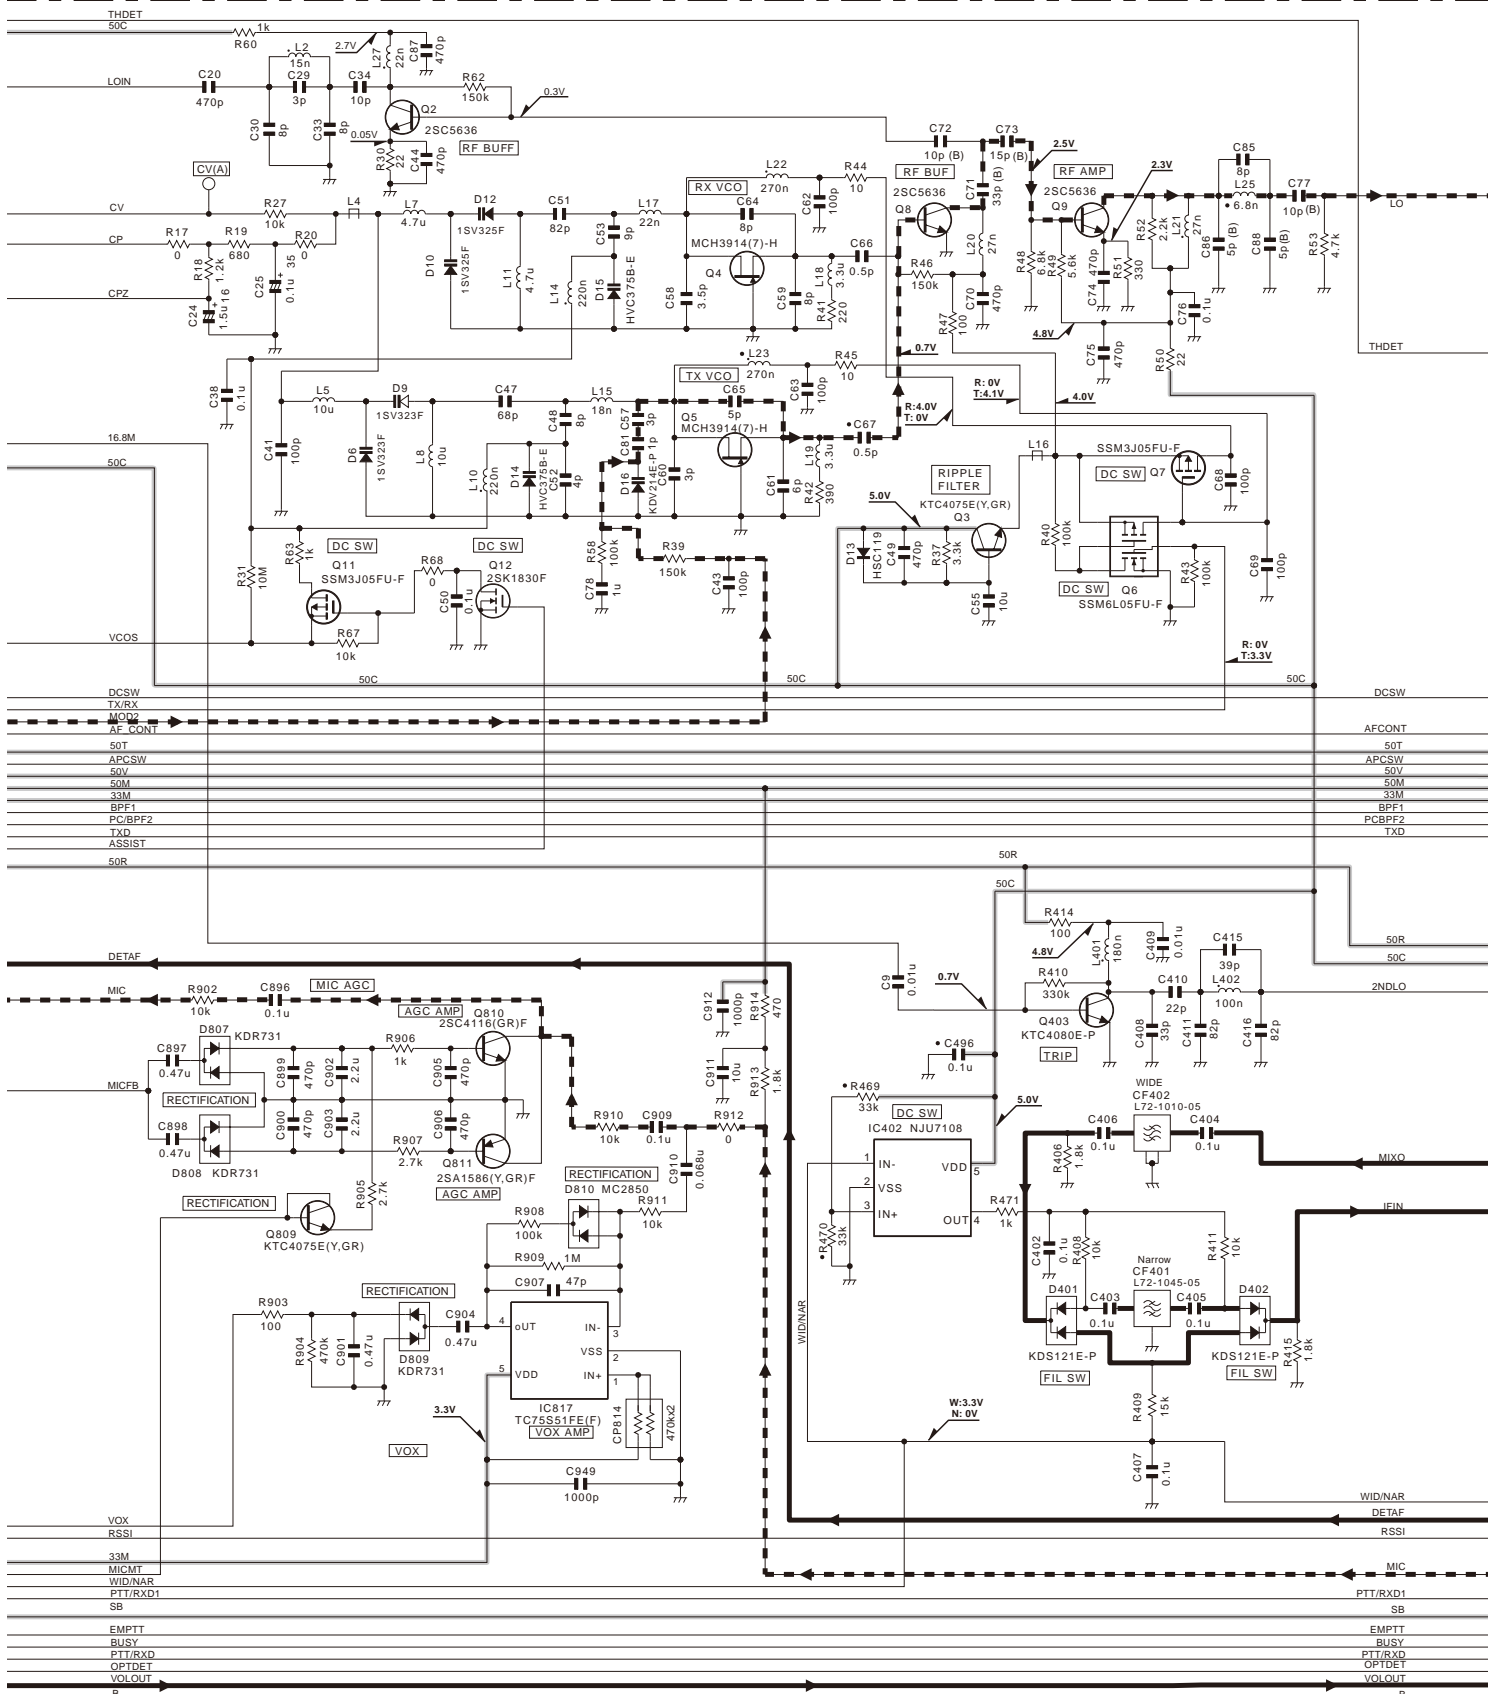 THDET
50C
R60
1k
2.7V
L27
22n
C87
470p
L2
15n
C29
3p
LOIN
C20
470p
C34
10p
R62
150k
0.3V
Q2
2SC5636
RF BUFF
C30
8p
C33
8p
0.05V
R30
22
C44
470p
CV(A)
C72
10p (B)
C73
15p (B)
2.5V
C71
33p (B)
RF BUF
2SC5636
Q8
RF AMP
2SC5636
Q9
2.3V
C85
8p
L25
6.8n
C77
10p (B)
LO
L22
270n
R44
10
RX VCO
C62
100p
CV
R27
10k
L4
L7
4.7u
D12
1SV325F
C51
82p
L17
22n
C64
8p
MCH3914(7)-H
Q4
C66
0.5p
CP
R17
0
R19
680
R20
0
R18
1.2k
C25
0.1u 35
CPZ
C24
1.5u 16
D10
1SV325F
L11
4.7u
C53
9p
L14
220n
D15
HVC375B-E
C58
3.5p
C59
8p
L18
3.3u
R41
220
R46
150k
R47
100
L20
27n
C70
470p
R48
6.8k
R49
5.6k
C74
470p
R51
330
R52
2.2k
L21
27n
C86
5p (B)
C88
5p(B)
R53
4.7k
C76
0.1u
4.8V
C75
470p
R50
22
THDET
0.7V
L23
270n
R45
10
TX VCO
C63
100p
R: 0V
T:4.1V
4.0V
R:4.0V
T: 0V
C38
0.1u
L5
10u
D9
1SV323F
C47
68p
L15
18n
C65
5p
Q5
MCH3914(7)-H
C67
0.5p
C48
8p
C57
3p
C81
1p
16.8M
50C
C41
100p
D6
1SV323F
L8
10u
L10
220n
D14
HVC375B-E
C52
4p
D16
KDV214E-P
C60
3p
C61
6p
L19
3.3u
R42
390
RIPPLE
FILTER
KTC4075E(Y,GR)
Q3
5.0V
L16
SSM3J05FU-F
DC SW
Q7
C68
100p
R63
1k
DC SW
Q11
SSM3J05FU-F
R31
10M
R68
0
C50
0.1u
DC SW
Q12
2SK1830F
R58
100k
C78
1u
R39
150k
C43
100p
D13
HSC119
C49
470p
R37
3.3k
C55
10u
R40
100k
DC SW
Q6
SSM6L05FU-F
R43
100k
C69
100p
VCOS
R67
10k
R: 0V
T:3.3V
50C
50C
50C
DCSW
DCSW
TX/RX
MOD2
AF_CONT
AFCONT
50T
50T
APCSW
APCSW
50V
50V
50M
50M
33M
33M
BPF1
BPF1
PC/BPF2
PCBPF2
TXD
TXD
ASSIST
50R
50R
50C
R414
100
4.8V
L401
180n
C409
0.01u
C415
39p
50R
50C
DETAF
C9
0.01u
0.7V
R410
330k
C410
22p
L402
100n
2NDLO
Q403
KTC4080E-P
TRIP
C408
33p
C411
82p
C416
82p
MIC
R902
10k
C896
0.1u
MIC AGC
AGC AMP
Q810
2SC4116(GR)F
C912
1000p
R914
470
D807
KDR731
C897
0.47u
C899
470p
C902
2.2u
R906
1k
C905
470p
C911
10u
R913
1.8k
C496
0.1u
MICFB
RECTIFICATION
C900
470p
C903
2.2u
C906
470p
C898
0.47u
D808 KDR731
R907
2.7k
Q811
2SA1586(Y,GR)F
AGC AMP
R910
10k
C909
0.1u
R912
0
C910
0.068u
R469
33k
DC SW
IC402 NJU7108
5.0V
1
IN-
2
VSS
3
IN+
VDD
5
OUT
4
R470
33k
R471
1k
WIDE
CF402
L72-1010-05
C406
0.1u
C404
0.1u
R406
1.8k
MIXO
RECTIFICATION
Q809
KTC4075E(Y,GR)
R905
2.7k
RECTIFICATION
D810 MC2850
R908
100k
R911
10k
R909
1M
C907
47p
IFIN
C402
0.1u
R408
10k
R411
10k
Narrow
CF401
L72-1045-05
D401
C403
0.1u
C405
0.1u
D402
KDS121E-P
FIL SW
KDS121E-P
FIL SW
R415
1.8k
RECTIFICATION
R903
100
R904
470k
C901
0.47u
D809
KDR731
C904
0.47u
4
oUT
IN-
3
VSS
2
5
VDD
IN+
1
IC817
TC75S51FE(F)
VOX AMP
CP814
470kx2
3.3V
VOX
C949
1000p
WID/NAR
W:3.3V
N: 0V
R409
15k
C407
0.1u
WID/NAR
VOX
DETAF
RSSI
RSSI
33M
MICMT
MIC
WID/NAR
PTT/RXD1
PTT/RXD1
SB
SB
EMPTT
EMPTT
BUSY
BUSY
PTT/RXD
PTT/RXD
OPTDET
OPTDET
VOLOUT
VOLOUT